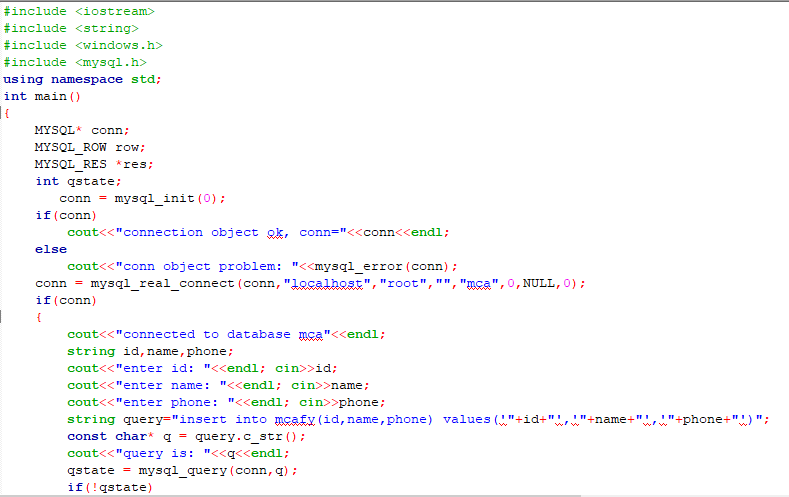 #include <iostream>
#include <string>
#include <windows.h>
#include <mysql.h>
using namespace std;
int main()
{
    MYSQL* conn;
    MYSQL_ROW row;
    MYSQL_RES *res;
    int qstate;
       conn = mysql_init(0);
    if(conn)
        cout<<"connection object ok, conn="<<conn<<endl;
    else
        cout<<"conn object problem: "<<mysql_error(conn);
    conn = mysql_real_connect(conn,"localhost","root","","mca",0,NULL,0);
    if(conn)
    {
        cout<<"connected to database mca"<<endl;
        string id,name,phone;
        cout<<"enter id: "<<endl; cin>>id;
        cout<<"enter name: "<<endl; cin>>name;
        cout<<"enter phone: "<<endl; cin>>phone;
        string query="insert into mcafy(id,name,phone) values('"+id+"','"+name+"','"+phone+"')";
        const char* q = query.c_str();
        cout<<"query is: "<<q<<endl;
        qstate = mysql_query(conn,q);
        if(!qstate)